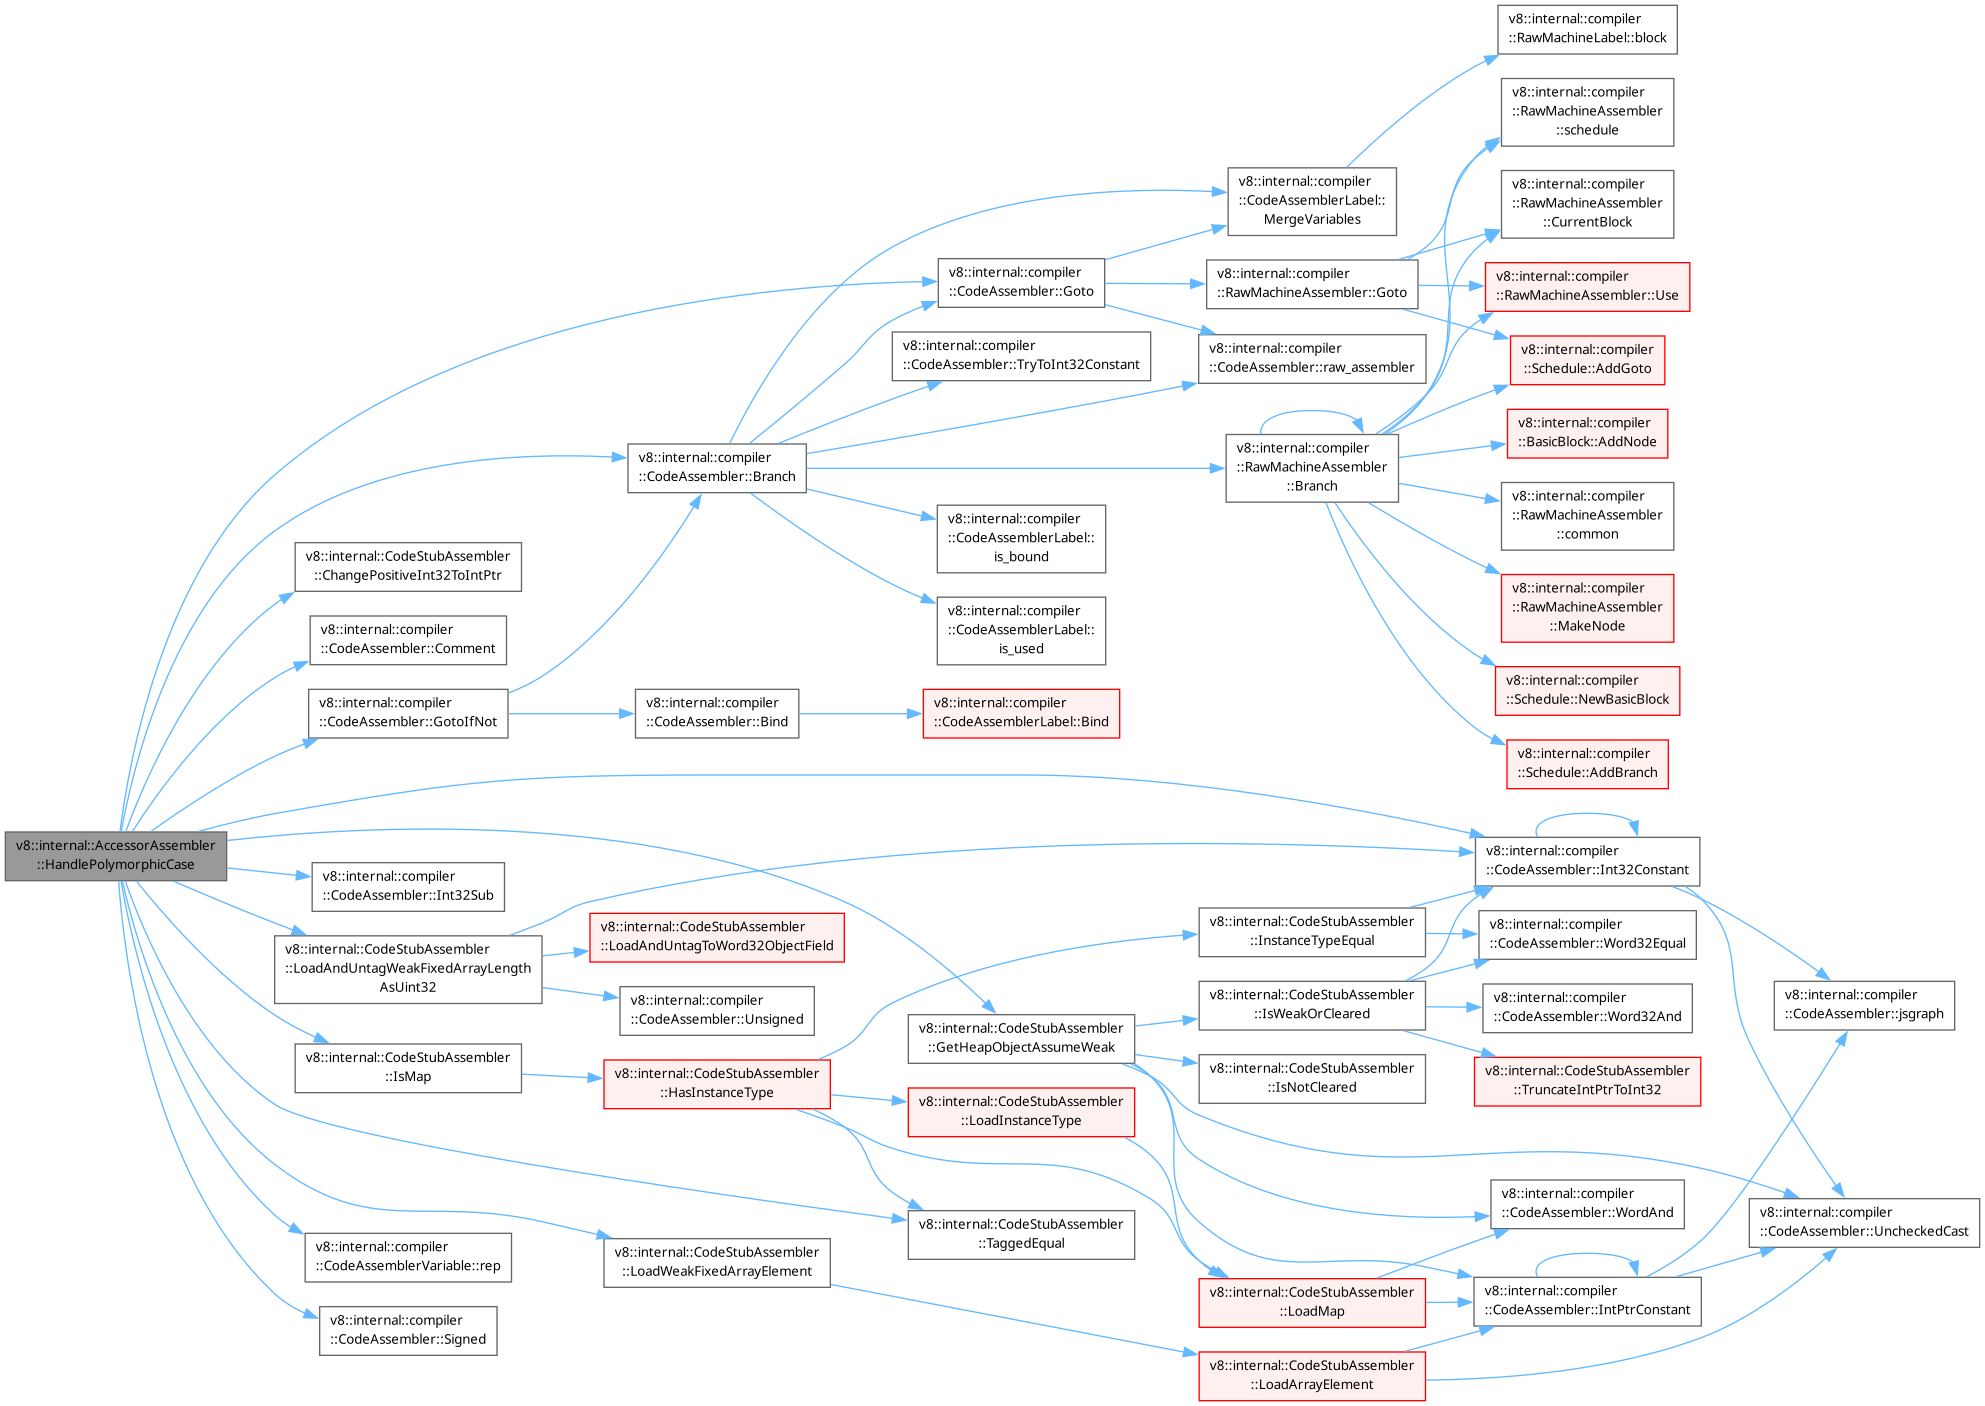 v8::internal::compiler
::RawMachineLabel::block
v8::internal::compiler
::RawMachineAssembler
::schedule
v8::internal::compiler
::CodeAssemblerLabel::
MergeVariables
v8::internal::compiler
::RawMachineAssembler
::CurrentBlock
v8::internal::compiler
::CodeAssembler::Goto
v8::internal::compiler
::RawMachineAssembler::Goto
v8::internal::compiler
::RawMachineAssembler::Use
v8::internal::compiler
::CodeAssembler::TryToInt32Constant
v8::internal::compiler
::CodeAssembler::raw_assembler
v8::internal::compiler
::Schedule::AddGoto
v8::internal::compiler
::CodeAssembler::Branch
v8::internal::compiler
::RawMachineAssembler
::Branch
v8::internal::compiler
::BasicBlock::AddNode
v8::internal::compiler
::CodeAssemblerLabel::
is_bound
v8::internal::compiler
::RawMachineAssembler
::common
v8::internal::CodeStubAssembler
::ChangePositiveInt32ToIntPtr
v8::internal::compiler
::CodeAssemblerLabel::
is_used
v8::internal::compiler
::RawMachineAssembler
::MakeNode
v8::internal::compiler
::CodeAssembler::Comment
v8::internal::compiler
::CodeAssembler::GotoIfNot
v8::internal::compiler
::CodeAssembler::Bind
v8::internal::compiler
::CodeAssemblerLabel::Bind
v8::internal::compiler
::Schedule::NewBasicBlock
v8::internal::compiler
::Schedule::AddBranch
v8::internal::AccessorAssembler
::HandlePolymorphicCase
v8::internal::compiler
::CodeAssembler::Int32Sub
v8::internal::compiler
::CodeAssembler::Int32Constant
v8::internal::CodeStubAssembler
::LoadAndUntagWeakFixedArrayLength
AsUint32
v8::internal::CodeStubAssembler
::LoadAndUntagToWord32ObjectField
v8::internal::CodeStubAssembler
::InstanceTypeEqual
v8::internal::compiler
::CodeAssembler::Word32Equal
v8::internal::compiler
::CodeAssembler::Unsigned
v8::internal::CodeStubAssembler
::IsWeakOrCleared
v8::internal::compiler
::CodeAssembler::Word32And
v8::internal::compiler
::CodeAssembler::jsgraph
v8::internal::CodeStubAssembler
::GetHeapObjectAssumeWeak
v8::internal::CodeStubAssembler
::IsMap
v8::internal::CodeStubAssembler
::HasInstanceType
v8::internal::CodeStubAssembler
::IsNotCleared
v8::internal::CodeStubAssembler
::TruncateIntPtrToInt32
v8::internal::CodeStubAssembler
::LoadInstanceType
v8::internal::compiler
::CodeAssembler::WordAnd
v8::internal::compiler
::CodeAssembler::UncheckedCast
v8::internal::CodeStubAssembler
::TaggedEqual
v8::internal::compiler
::CodeAssemblerVariable::rep
v8::internal::CodeStubAssembler
::LoadWeakFixedArrayElement
v8::internal::CodeStubAssembler
::LoadMap
v8::internal::compiler
::CodeAssembler::IntPtrConstant
v8::internal::compiler
::CodeAssembler::Signed
v8::internal::CodeStubAssembler
::LoadArrayElement